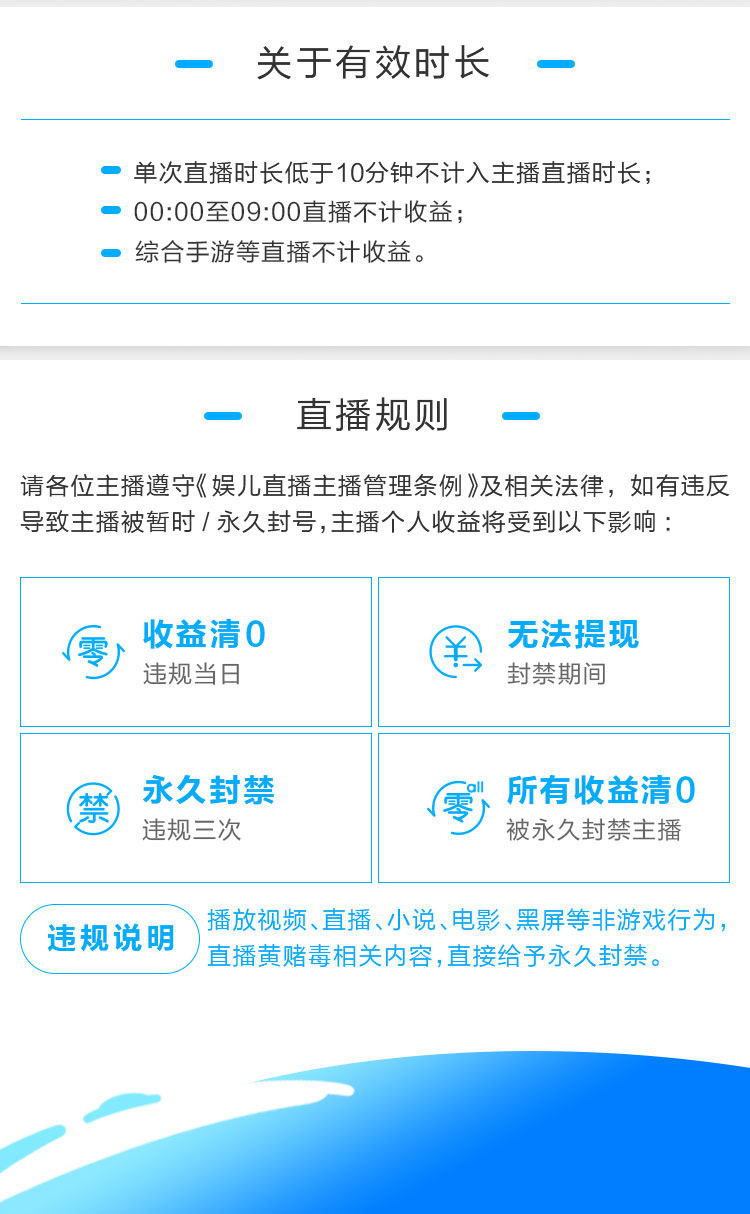 关于有效时长
单次直播时长低于10分钟不计入主播直播时长；
00:00至09:00直播不计收益；
综合手游等直播不计收益。
直播规则
请各位主播遵守《娱儿直播主播管理条例》及相关法律，如有违反
导致主播被暂时 / 永久封号，主播个人收益将受到以下影响：
零
收益清0
违规当日
¥
无法提现
封禁期间
禁
永久封禁
违规三次
零all
所有收益清0
被永久封禁主播
违规说明
播放视频、直播、小说、电影、黑屏等非游戏行为，
直播黄赌毒相关内容，直接给予永久封禁。